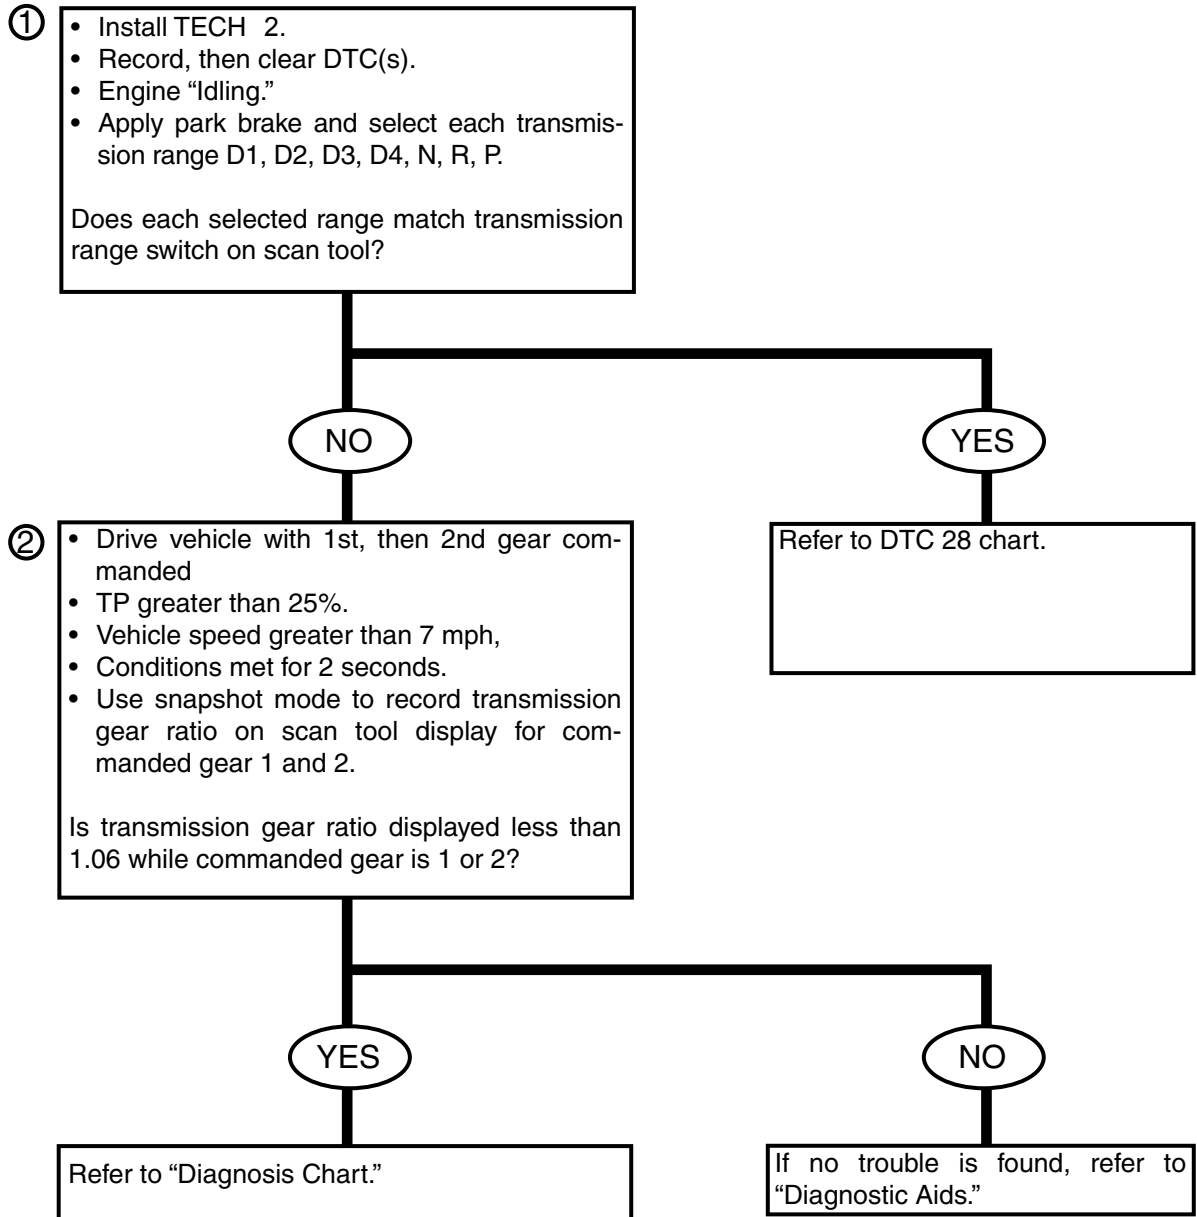 ①
• Install TECH 2.
• Record, then clear DTC(s).
• Engine “Idling.”
• Apply park brake and select each transmis-
sion range D1, D2, D3, D4, N, R, P.
Does each selected range match transmission
range switch on scan tool?
NO
YES
②
• Drive vehicle with 1st, then 2nd gear com-
manded
• TP greater than 25%.
• Vehicle speed greater than 7 mph,
• Conditions met for 2 seconds.
• Use snapshot mode to record transmission
gear ratio on scan tool display for com-
manded gear 1 and 2.
Is transmission gear ratio displayed less than
1.06 while commanded gear is 1 or 2?
Refer to DTC 28 chart.
YES
NO
Refer to “Diagnosis Chart.”
If no trouble is found, refer to
“Diagnostic Aids.”